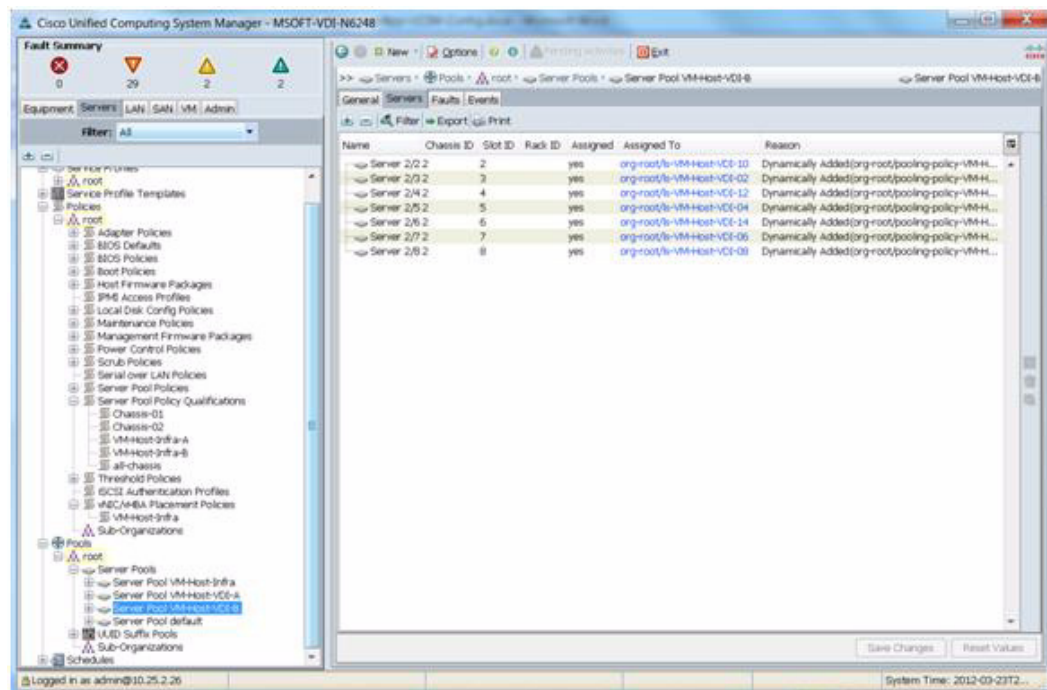 Cisco Unified Computing System Manager - MSOFT-VDI-N6248
Fault Summary
0 29 2 2
Equipment Servers LAN SAN VM Admin
Filter: All
Service Profiles
root
Service Profile Templates
Policies
root
Adapter Policies
BIOS Defaults
BIOS Policies
Boot Policies
Host Firmware Packages
IPMI Access Profiles
Local Disk Config Policies
Maintenance Policies
Management Firmware Packages
Power Control Policies
Scrub Policies
Serial over LAN Policies
Server Pool Policies
Server Pool Policy Qualifications
Chassis-01
Chassis-02
VM-Host-Infra-A
VM-Host-Infra-B
all-chassis
Threshold Policies
iSCSI Authentication Profiles
vNIC/vHBA Placement Policies
VM-Host-Infra
Sub-Organizations
Pools
root
Server Pools
Server Pool VM-Host-Infra
Server Pool VM-Host-VDI-A
Server Pool VM-Host-VDI-B
Server Pool default
UUID Suffix Pools
Sub-Organizations
Schedules
New Options Exit
>> Servers Pools root Server Pools Server Pool VM-Host-VDI-B Server Pool VM-Host-VDI-B
General Servers Faults Events
Filter Export Print
Name Chassis ID Slot ID Rack ID Assigned Assigned To Reason
Server 2/2 2 2 yes org-root/ls-VM-Host-VDI-10 Dynamically Added(org-root/pooling-policy-VM-H...
Server 2/3 2 3 yes org-root/ls-VM-Host-VDI-02 Dynamically Added(org-root/pooling-policy-VM-H...
Server 2/4 2 4 yes org-root/ls-VM-Host-VDI-12 Dynamically Added(org-root/pooling-policy-VM-H...
Server 2/5 2 5 yes org-root/ls-VM-Host-VDI-04 Dynamically Added(org-root/pooling-policy-VM-H...
Server 2/6 2 6 yes org-root/ls-VM-Host-VDI-14 Dynamically Added(org-root/pooling-policy-VM-H...
Server 2/7 2 7 yes org-root/ls-VM-Host-VDI-06 Dynamically Added(org-root/pooling-policy-VM-H...
Server 2/8 2 8 yes org-root/ls-VM-Host-VDI-08 Dynamically Added(org-root/pooling-policy-VM-H...
Save Changes Reset Values
Logged in as admin@10.25.2.26 System Time: 2012-03-23T2...